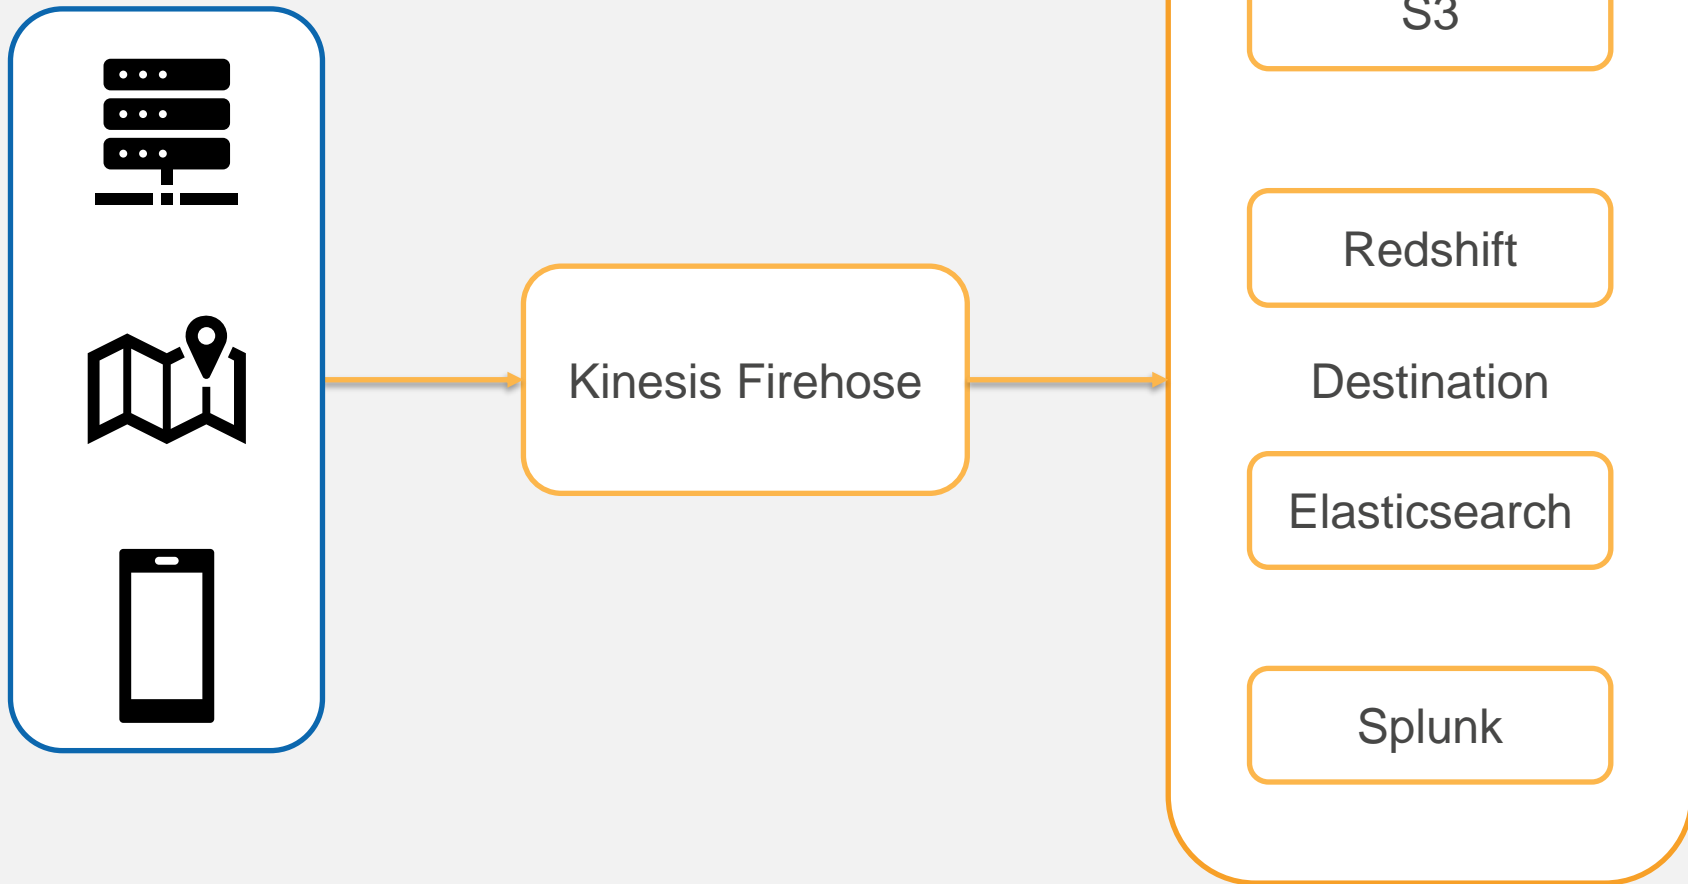 S3
Redshift
Kinesis Firehose
Destination
Elasticsearch
Splunk